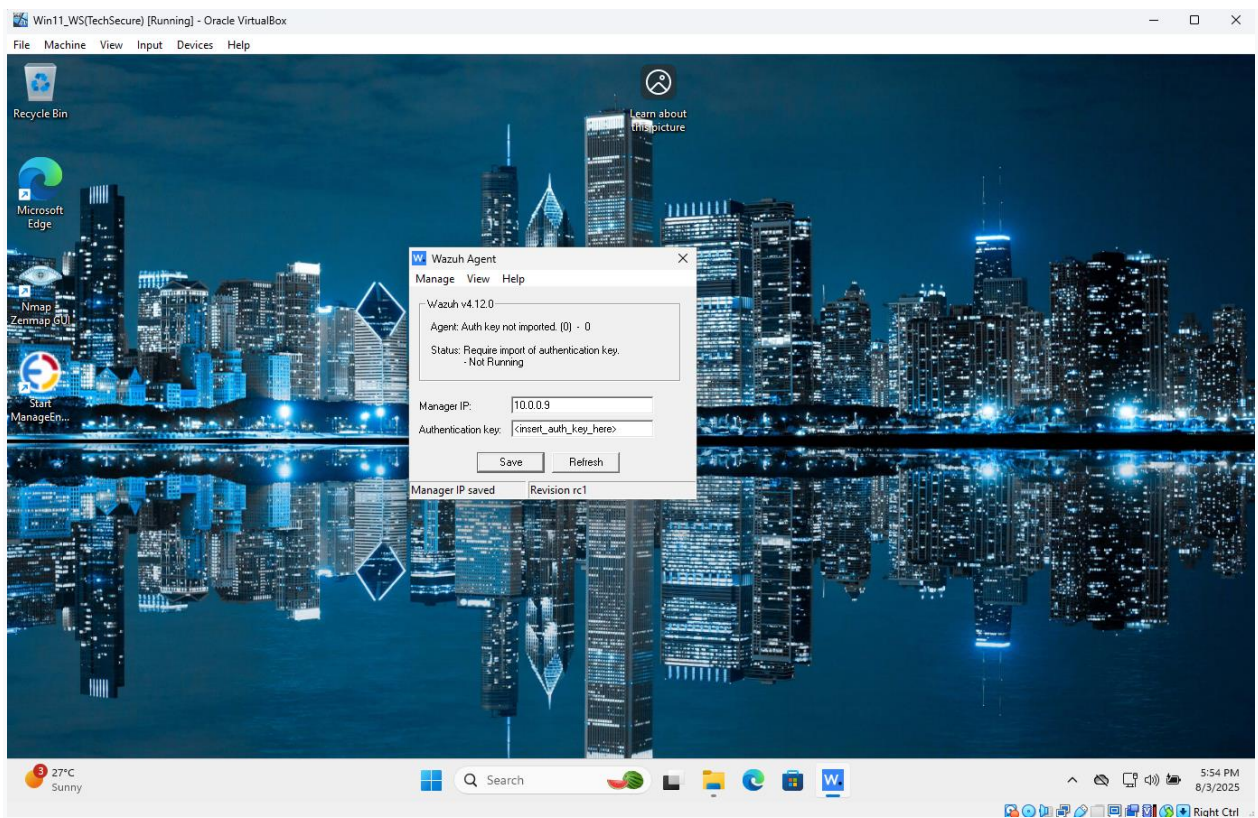 Win11_WS(TechSecure) [Running] - Oracle VirtualBox
File Machine View Input Devices Help
Recycle Bin
Learn about
this picture
Microsoft
Edge
Nmap -
Zenmap GUI
Start
ManageEn...
W. Wazuh Agent
Manage View Help
Wazuh v4.12.0
Agent: Auth key not imported. (0) - 0
Status: Require import of authentication key.
- Not Running
Manager IP: 10.0.0.9
Authentication key: <insert_auth_key_here>
Save Refresh
Manager IP saved Revision rc1
3 27°C
Sunny
Search
W.
5:54 PM
8/3/2025
Right Ctrl